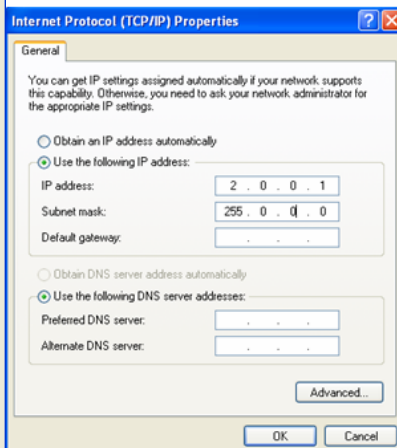 Internet Protocol (TCP/IP) Properties
General
You can get IP settings assigned automatically if your network supports
this capability. Otherwise, you need to ask your network administrator for
the appropriate IP settings.
Obtain an IP address automatically
Use the following IP address:
IP address: 2 . 0 . 0 . 1
Subnet mask: 255 . 0 . 0 . 0
Default gateway: . . .
Obtain DNS server address automatically
Use the following DNS server addresses:
Preferred DNS server: . . .
Alternate DNS server: . . .
Advanced...
OK Cancel